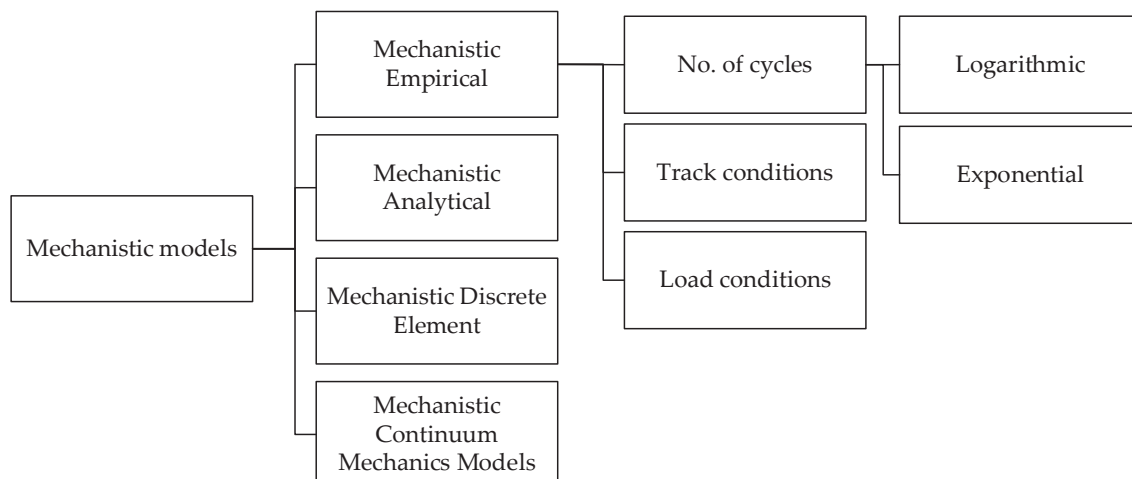 Mechanistic models
Mechanistic
Empirical
Mechanistic
Analytical
Mechanistic Discrete
Element
Mechanistic
Continuum
Mechanics Models
No. of cycles
Track conditions
Load conditions
Logarithmic
Exponential